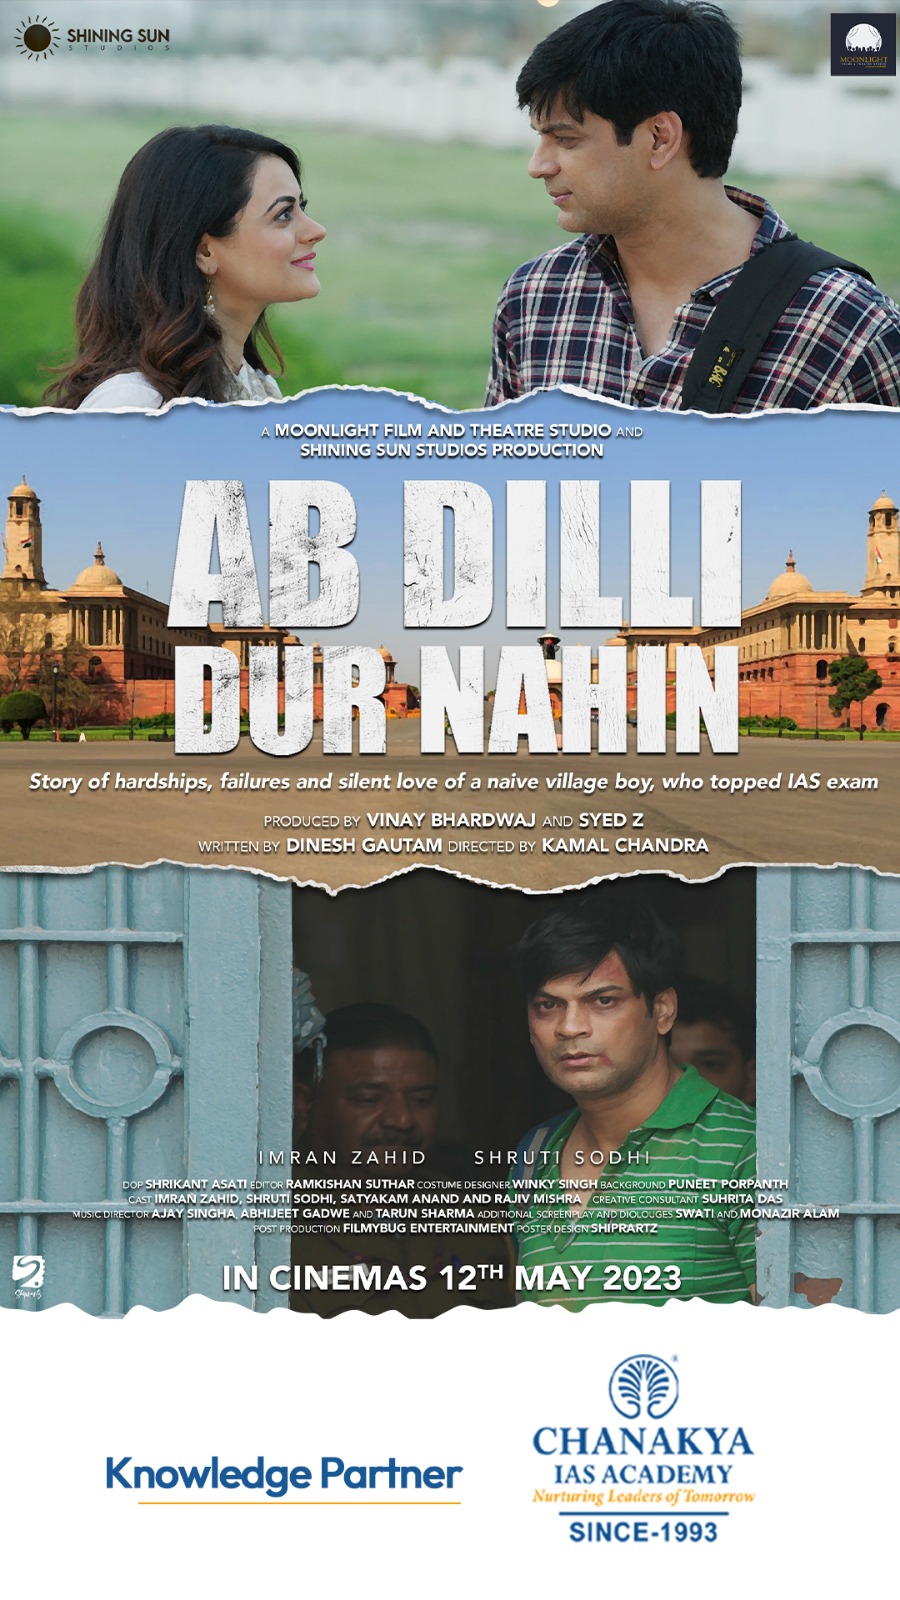 SHINING SUN
STUDIOS
MOONLIGHT
A MOONLIGHT FILM AND THEATRE STUDIO AND
SHINING SUN STUDIOS PRODUCTION
AB DILLI
DUR NAHIN
Story of hardships, failures and silent love of a naive village boy, who topped IAS exam
PRODUCED BY VINAY BHARDWAJ AND SYED Z
WRITTEN BY DINESH GAUTAM DIRECTED BY KAMAL CHANDRA
IMRAN ZAHID SHRUTI SODHI
DOP SHRIKANT ASATI EDITOR RAMKISHAN SUTHAR COSTUME DESIGNER WINKY SINGH BACKGROUND PUNEET PORPANTH
CAST IMRAN ZAHID, SHRUTI SODHI, SATYAKAM ANAND AND RAJIV MISHRA CREATIVE CONSULTANT SUHRITA DAS
MUSIC DIRECTOR AJAY SINGHA, ABHIJEET GADWE AND TARUN SHARMA ADDITIONAL SCREENPLAY AND DIOLOUGES SWATI AND MONAZIR ALAM
POST PRODUCTION FILMYBUG ENTERTAINMENT POSTER DESIGN SHIPRARTZ
IN CINEMAS 12TH MAY 2023
Knowledge Partner
CHANAKYA
IAS ACADEMY
Nurturing Leaders of Tomorrow
SINCE-1993